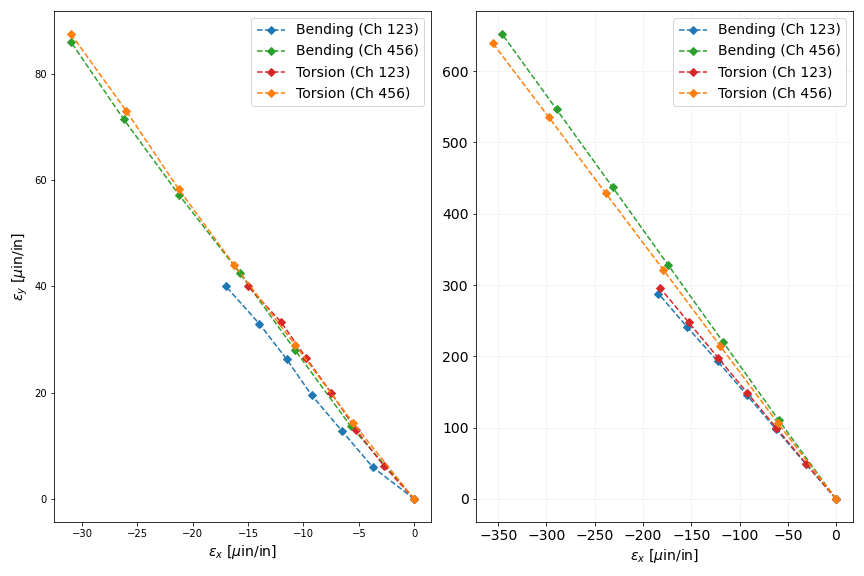 Bending (Ch 123)
Bending (Ch 456)
Torsion (Ch 123)
Torsion (Ch 456)
80
60
40
20
0
εy [μin/in]
−30 −25 −20 −15 −10 −5 0
εx [μin/in]
Bending (Ch 123)
Bending (Ch 456)
Torsion (Ch 123)
Torsion (Ch 456)
600
500
400
300
200
100
0
−350 −300 −250 −200 −150 −100 −50 0
εx [μin/in]